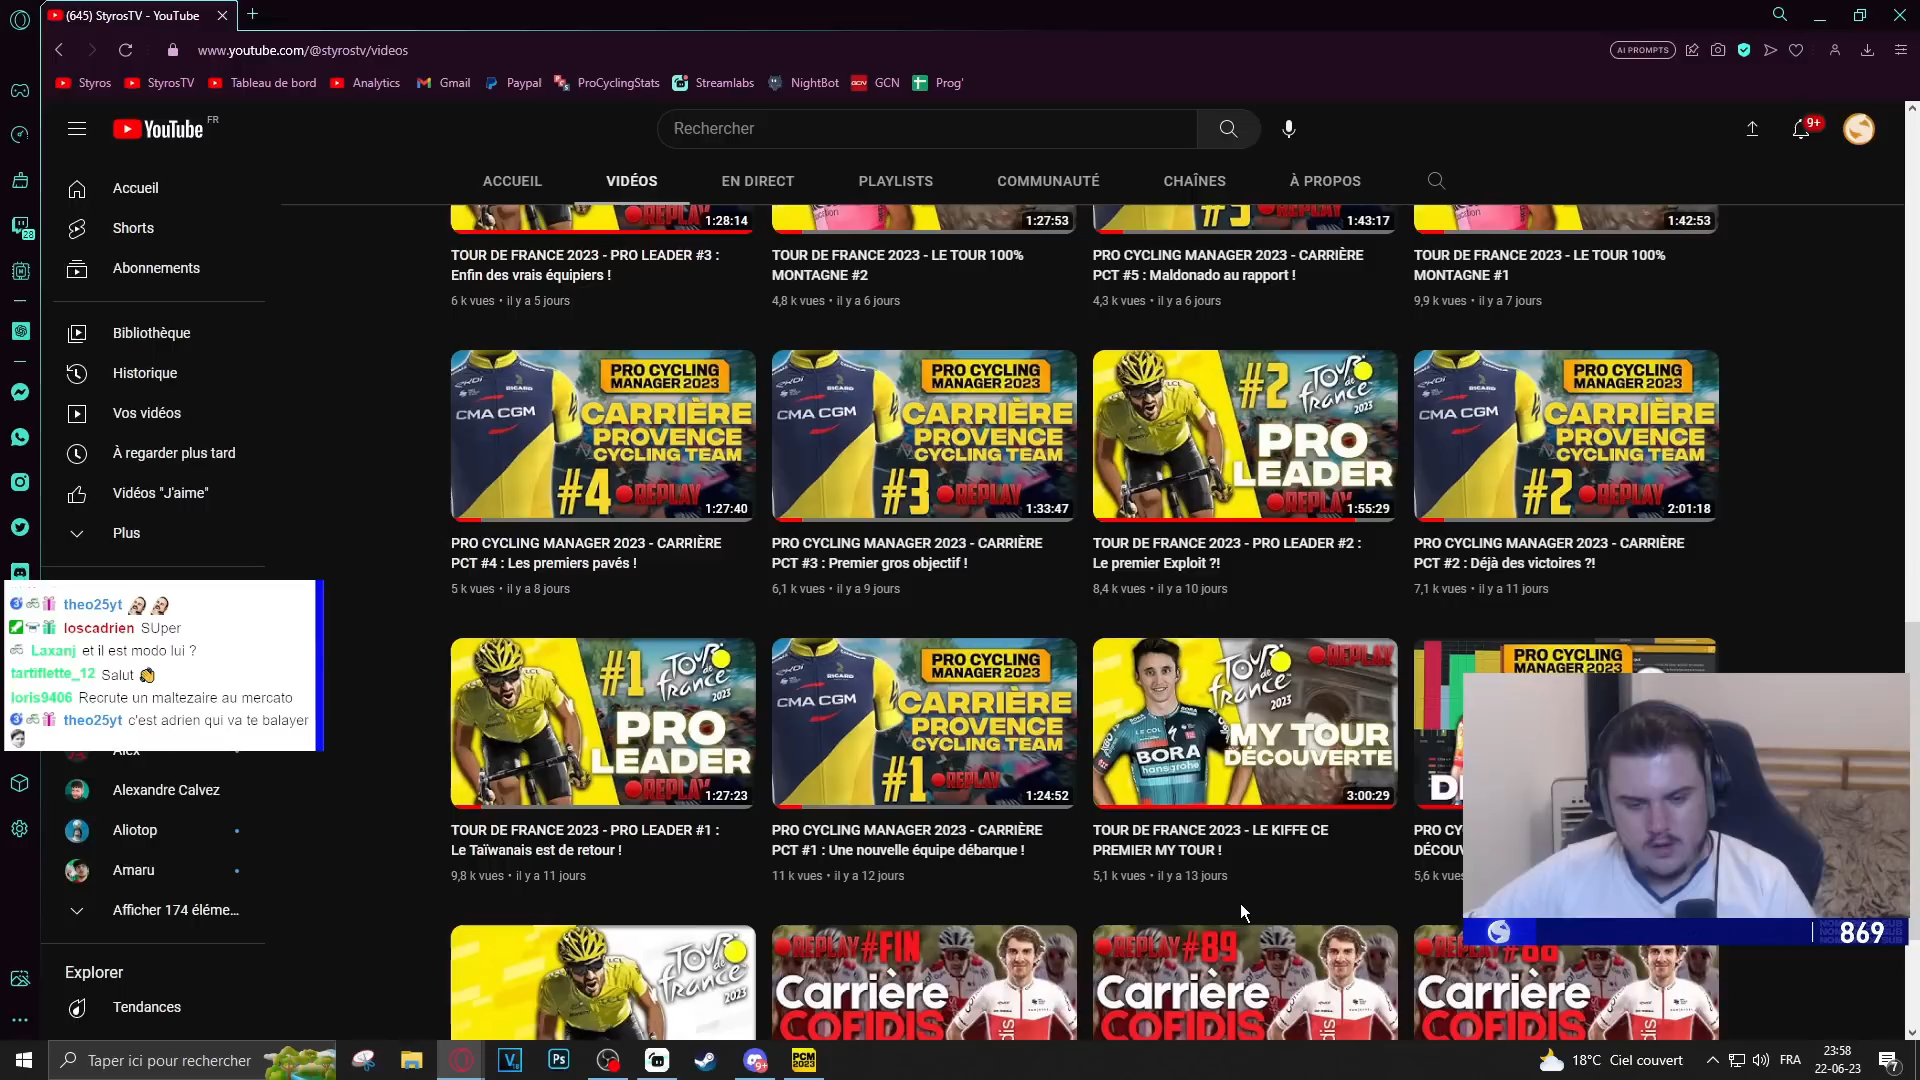 (645) StyrosTV - YouTube
www.youtube.com/@styrostv/videos
AI PROMPTS
Styros
StyrosTV
Tableau de bord
Analytics
Gmail
Paypal
ProCyclingStats
Streamlabs
NightBot
GCN
Prog'
YouTube
FR
Rechercher
9+
ACCUEIL
VIDÉOS
EN DIRECT
PLAYLISTS
COMMUNAUTÉ
CHAÎNES
À PROPOS
Accueil
Shorts
Abonnements
Bibliothèque
Historique
Vos vidéos
À regarder plus tard
Vidéos "J'aime"
Plus
28
theo25yt
loscadrien SUper
Laxanj et il est modo lui ?
tartiflette_12 Salut
loris9406 Recrute un maltezaire au mercato
theo25yt c'est adrien qui va te balayer
Alex
Alexandre Calvez
Aliotop
Amaru
Afficher 174 éléme...
Explorer
Tendances
1:28:14
TOUR DE FRANCE 2023 - PRO LEADER #3 :
Enfin des vrais équipiers !
6 k vues • il y a 5 jours
1:27:53
TOUR DE FRANCE 2023 - LE TOUR 100%
MONTAGNE #2
4,8 k vues • il y a 6 jours
#5
1:43:17
PRO CYCLING MANAGER 2023 - CARRIÈRE
PCT #5 : Maldonado au rapport !
4,3 k vues • il y a 6 jours
1:42:53
TOUR DE FRANCE 2023 - LE TOUR 100%
MONTAGNE #1
9,9 k vues • il y a 7 jours
PRO CYCLING
MANAGER 2023
CMA CGM
CARRIÈRE
PROVENCE
CYCLING TEAM
#4 REPLAY
1:27:40
PRO CYCLING MANAGER 2023 - CARRIÈRE
PCT #4 : Les premiers pavés !
5 k vues • il y a 8 jours
PRO CYCLING
MANAGER 2023
CMA CGM
CARRIÈRE
PROVENCE
CYCLING TEAM
#3 REPLAY
1:33:47
PRO CYCLING MANAGER 2023 - CARRIÈRE
PCT #3 : Premier gros objectif !
6,1 k vues • il y a 9 jours
#2
TOUR de france
2023
PRO
LEADER
REPLAY
1:55:29
TOUR DE FRANCE 2023 - PRO LEADER #2 :
Le premier Exploit ?!
8,4 k vues • il y a 10 jours
PRO CYCLING
MANAGER 2023
CMA CGM
CARRIÈRE
PROVENCE
CYCLING TEAM
#2 REPLAY
2:01:18
PRO CYCLING MANAGER 2023 - CARRIÈRE
PCT #2 : Déjà des victoires ?!
7,1 k vues • il y a 11 jours
#1
TOUR de france
2023
PRO
LEADER
REPLAY
1:27:23
TOUR DE FRANCE 2023 - PRO LEADER #1 :
Le Taïwanais est de retour !
9,8 k vues • il y a 11 jours
PRO CYCLING
MANAGER 2023
CMA CGM
CARRIÈRE
PROVENCE
CYCLING TEAM
#1 REPLAY
1:24:52
PRO CYCLING MANAGER 2023 - CARRIÈRE
PCT #1 : Une nouvelle équipe débarque !
11 k vues • il y a 12 jours
TOUR de france
2023
REPLAY
LE COL
BORA
hansgrohe
MY TOUR
DÉCOUVERTE
3:00:29
TOUR DE FRANCE 2023 - LE KIFFE CE
PREMIER MY TOUR !
5,1 k vues • il y a 13 jours
PRO CYCLING
MANAGER 2023
PRO CY
DÉCOUV
5,6 k vues
869
TOUR de france
2023
REPLAY #FIN
Carrière
COFIDIS
REPLAY #89
Carrière
COFIDIS
REPLAY #88
Carrière
COFIDIS
Taper ici pour rechercher
Ps
9+
PCM
2023
18°C Ciel couvert
FRA
23:58
22-06-23
7